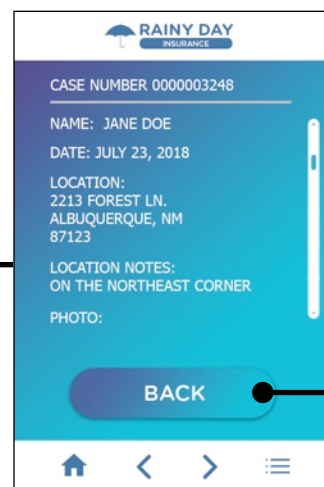 RAINY DAY
INSURANCE
CASE NUMBER 0000003248
NAME: JANE DOE
DATE: JULY 23, 2018
LOCATION:
2213 FOREST LN.
ALBUQUERQUE, NM
87123
LOCATION NOTES:
ON THE NORTHEAST CORNER
PHOTO:
BACK